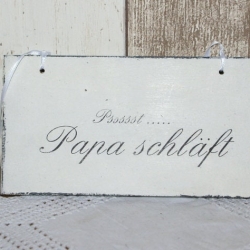 Pssssst .....
Papa schläft